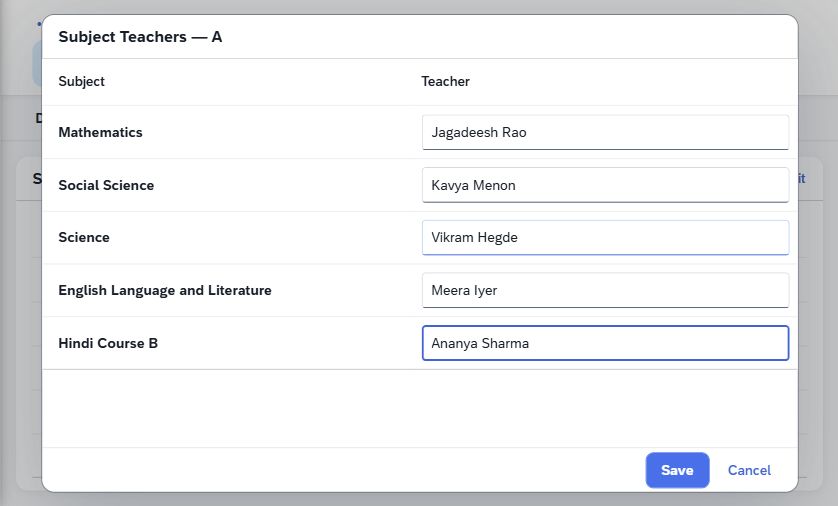 Subject Teachers — A
Subject Teacher
Mathematics Jagadeesh Rao
Social Science Kavya Menon
Science Vikram Hegde
English Language and Literature Meera Iyer
Hindi Course B Ananya Sharma
Save Cancel